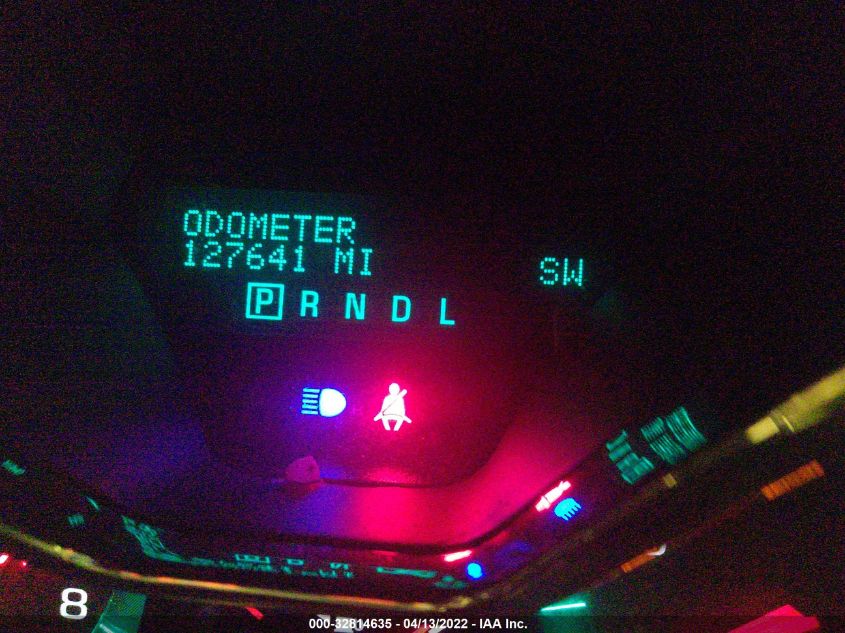 ODOMETER
127641 MI
SW
P R N D L
8
000-32814635 - 04/13/2022 - IAA Inc.